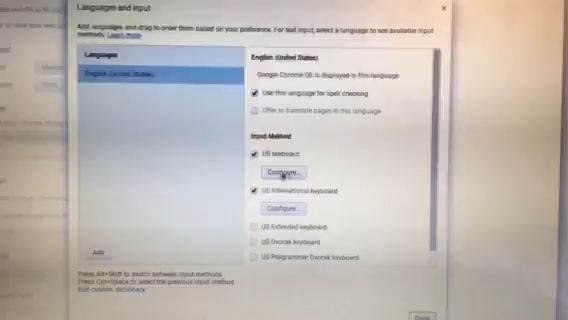 Languages and input
Add languages and drag to order them based on your preference. For text input, select a language to see available input
methods. Learn more
Languages
English (United States)
English (United States)
Google Chrome OS is displayed in this language
Use this language for spell checking
Offer to translate pages in this language
Input Method
US keyboard
Configure...
US International keyboard
Configure...
US Extended keyboard
US Dvorak keyboard
US Programmer Dvorak keyboard
Add
Press Alt+Shift to switch between input methods.
Press Ctrl+Space to select the previous input method.
Edit custom dictionary